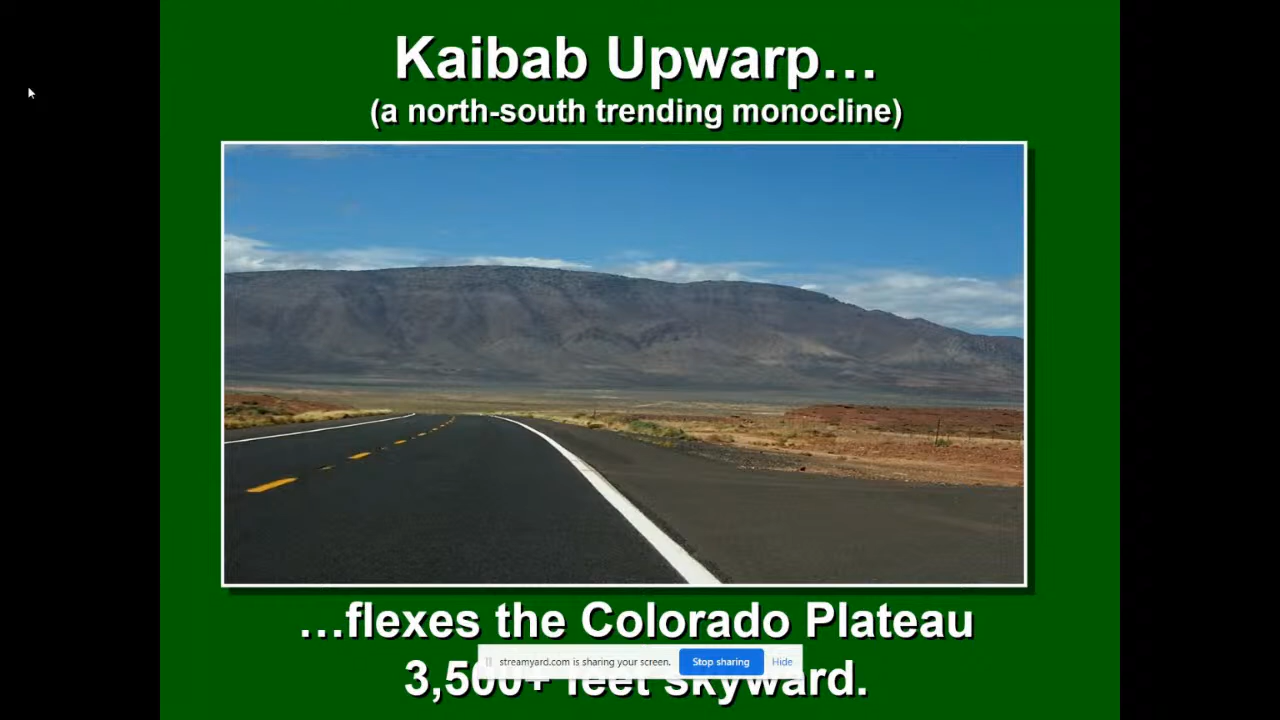 Kaibab Upwarp…
(a north-south trending monocline)
…flexes the Colorado Plateau
streamyard.com is sharing your screen. Stop sharing Hide
3,500+ feet skyward.